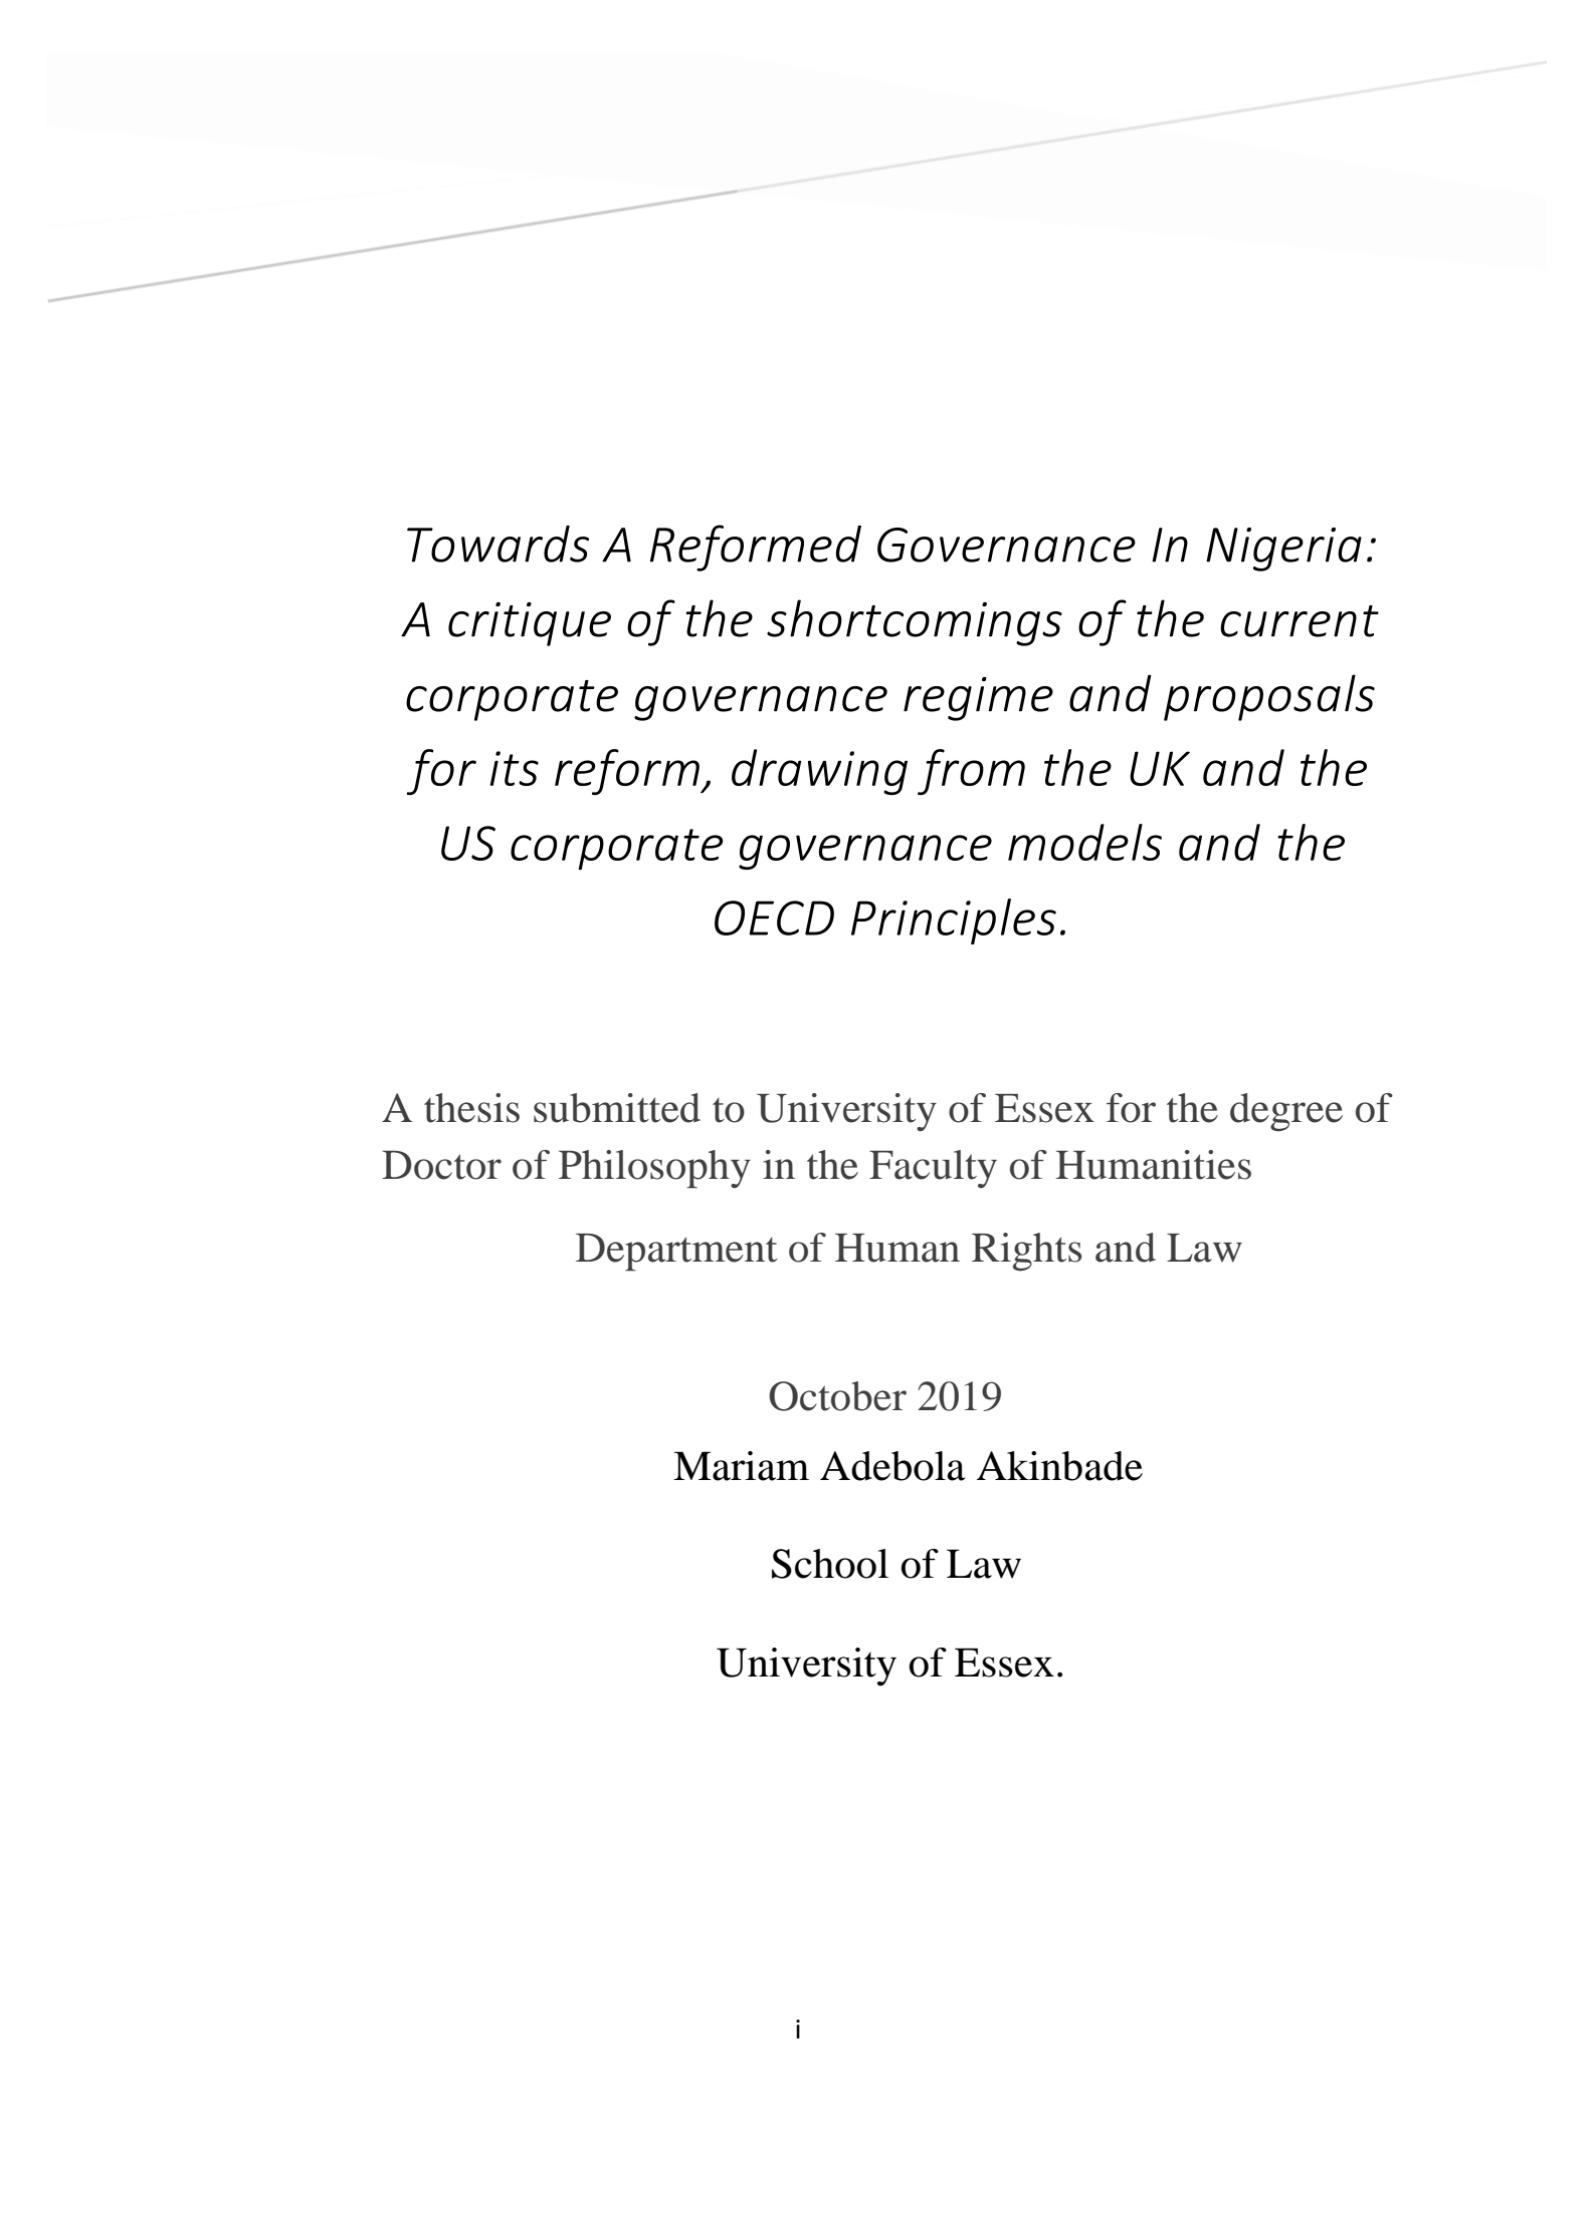 Towards A Reformed Governance In Nigeria:
A critique of the shortcomings of the current
corporate governance regime and proposals
for its reform, drawing from the UK and the
US corporate governance models and the
OECD Principles.
A thesis submitted to University of Essex for the degree of
Doctor of Philosophy in the Faculty of Humanities
Department of Human Rights and Law
October 2019
Mariam Adebola Akinbade
School of Law
University of Essex.
i